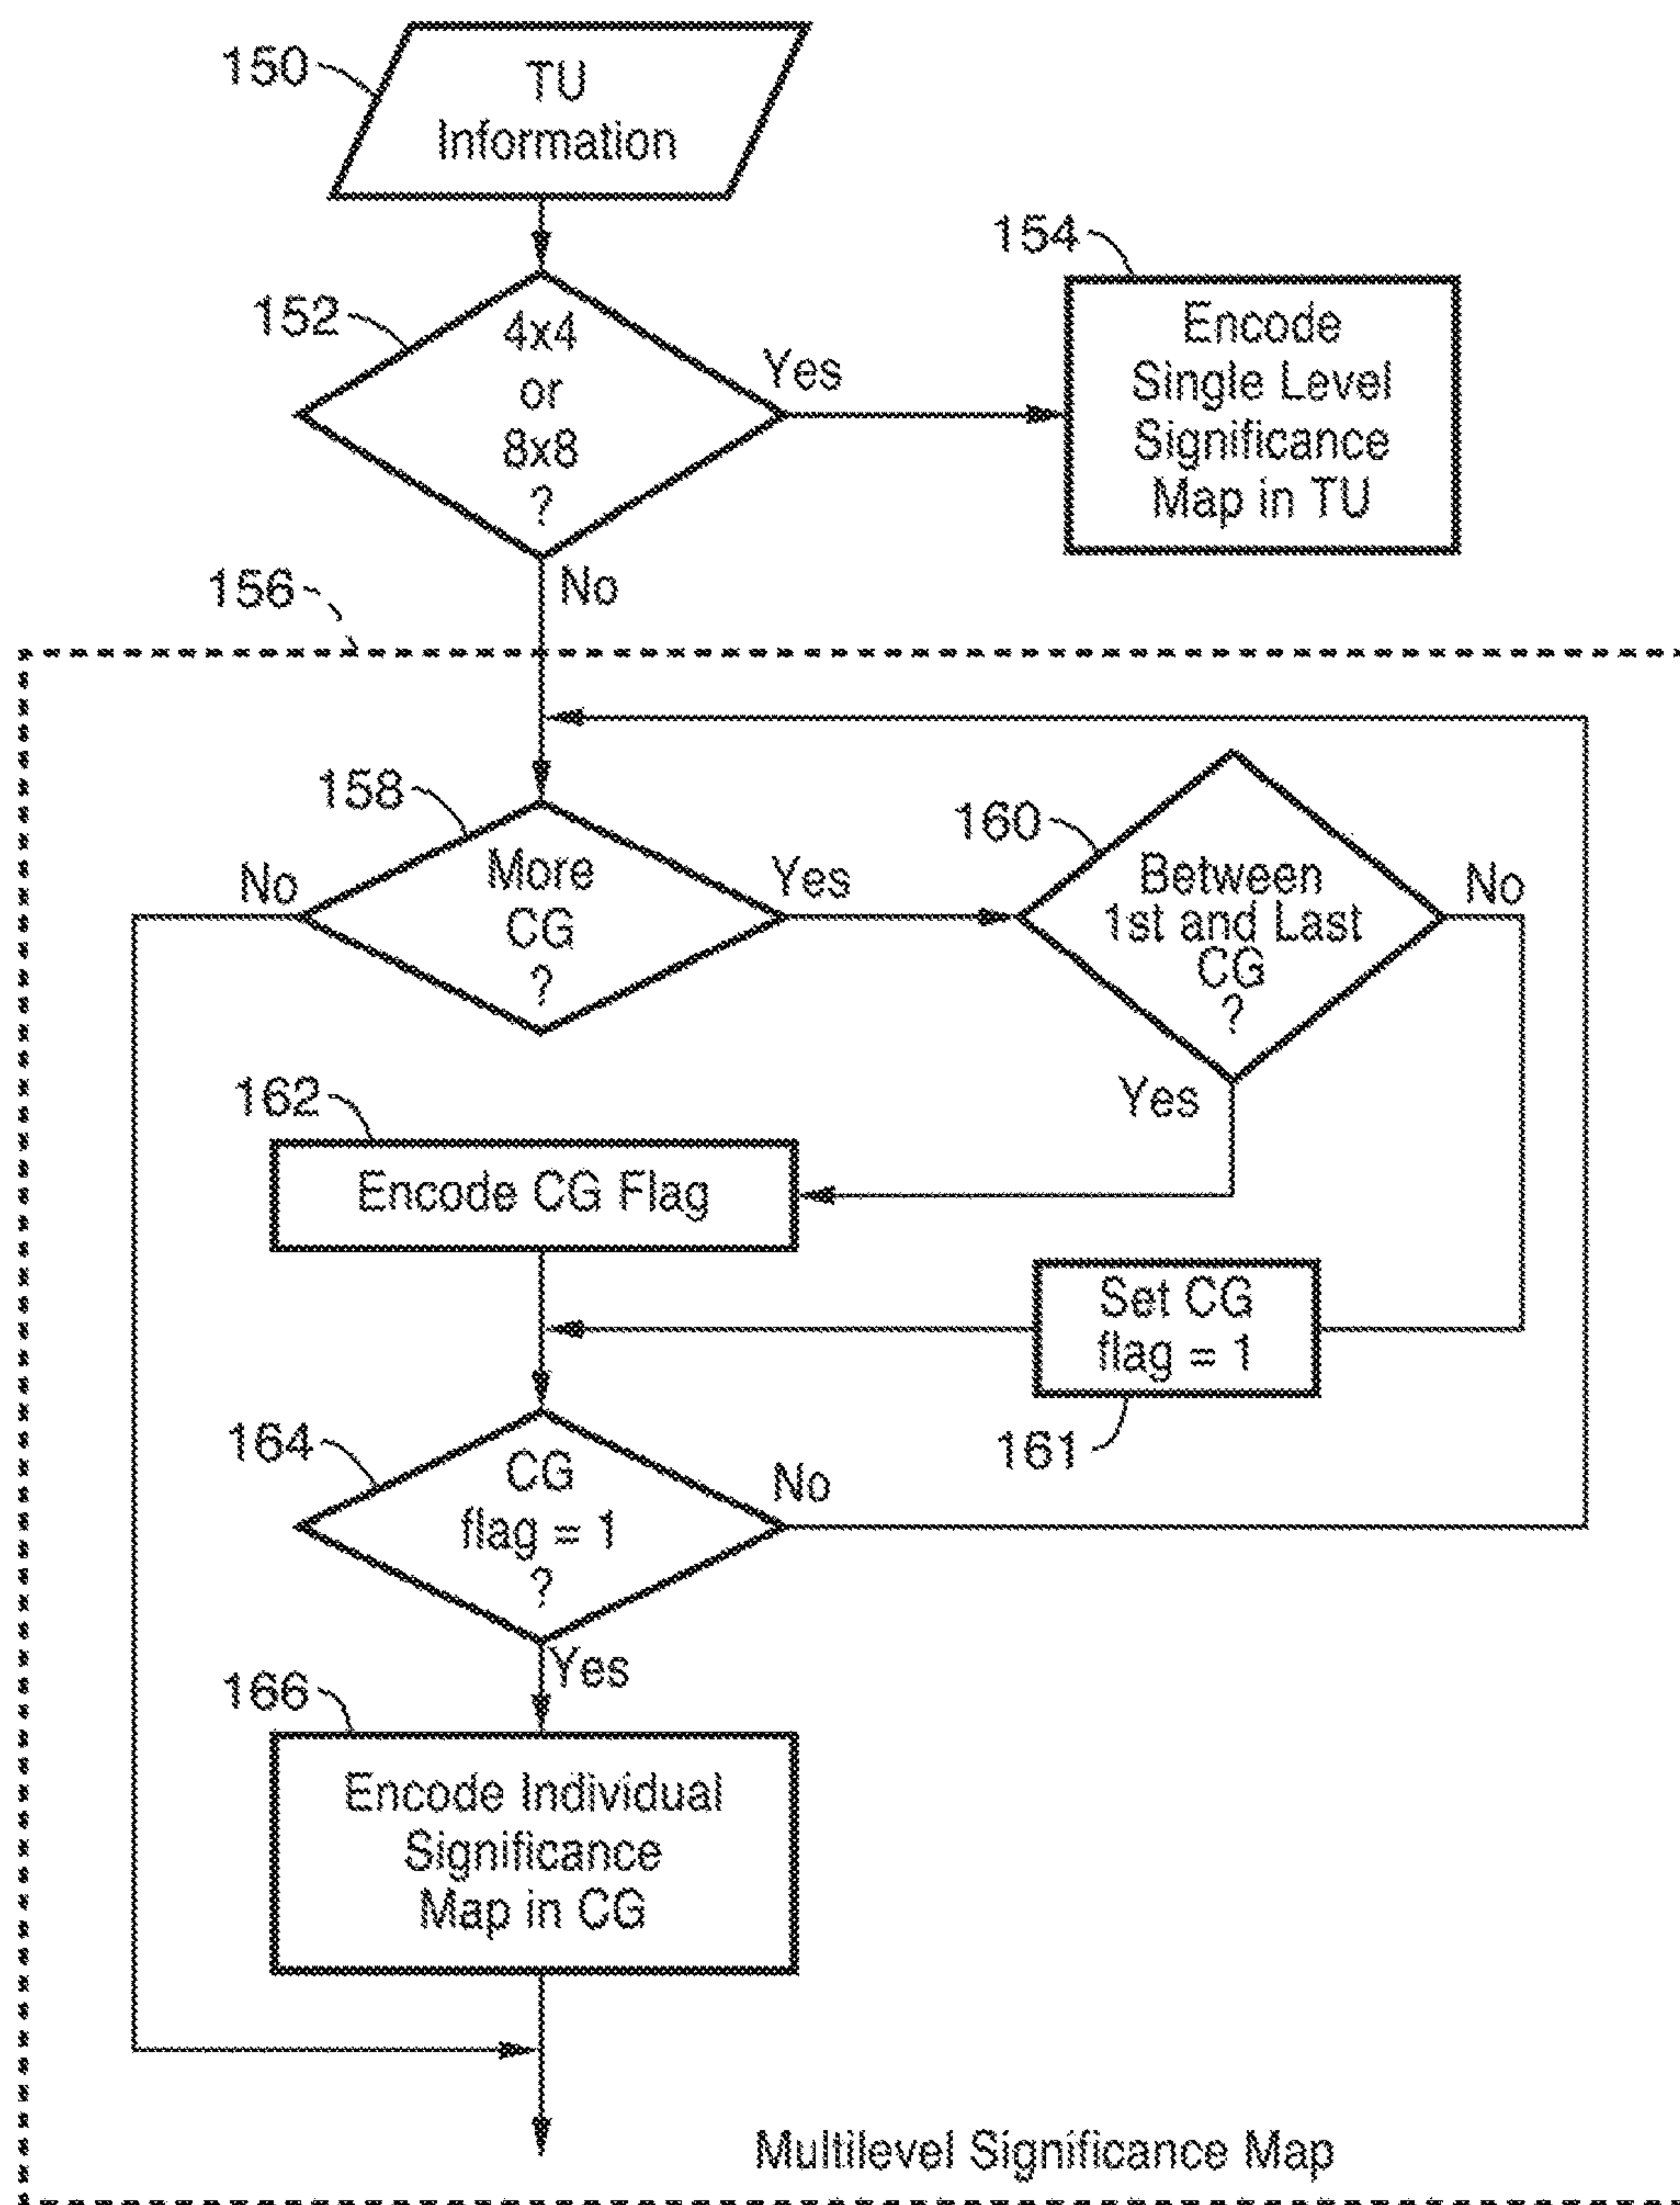 150
TU
Information
154
152
4x4
or
8x8
?
Yes
Encode
Single Level
Significance
Map in TU
No
156
158
160
More
CG
?
No
Yes
Between
1st and Last
CG
?
No
Yes
162
Encode CG Flag
Set CG
flag = 1
161
164
CG
flag = 1
?
No
Yes
166
Encode Individual
Significance
Map in CG
Multilevel Significance Map